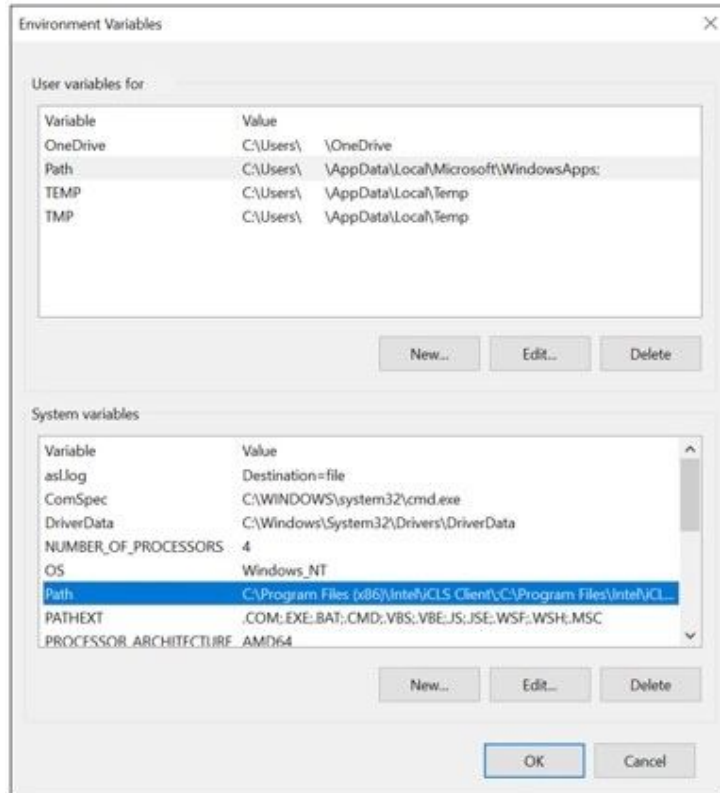 Environment Variables
User variables for
Variable Value
OneDrive C:\Users\ \OneDrive
Path C:\Users\ \AppData\Local\Microsoft\WindowsApps;
TEMP C:\Users\ \AppData\Local\Temp
TMP C:\Users\ \AppData\Local\Temp
New... Edit... Delete
System variables
Variable Value
asl.log Destination=file
ComSpec C:\WINDOWS\system32\cmd.exe
DriverData C:\Windows\System32\Drivers\DriverData
NUMBER_OF_PROCESSORS 4
OS Windows_NT
Path C:\Program Files (x86)\Intel\iCLS Client\;C:\Program Files\Intel\iCL...
PATHEXT .COM;.EXE;.BAT;.CMD;.VBS;.VBE;.JS;.JSE;.WSF;.WSH;.MSC
PROCESSOR_ARCHITECTURE AMD64
New... Edit... Delete
OK Cancel